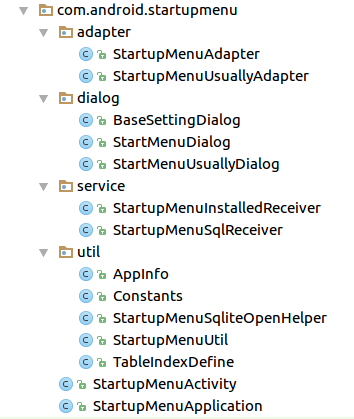 com.android.startupmenu
adapter
StartupMenuAdapter
StartupMenuUsuallyAdapter
dialog
BaseSettingDialog
StartMenuDialog
StartMenuUsuallyDialog
service
StartupMenuInstalledReceiver
StartupMenuSqlReceiver
util
AppInfo
Constants
StartupMenuSqliteOpenHelper
StartupMenuUtil
TableIndexDefine
StartupMenuActivity
StartupMenuApplication